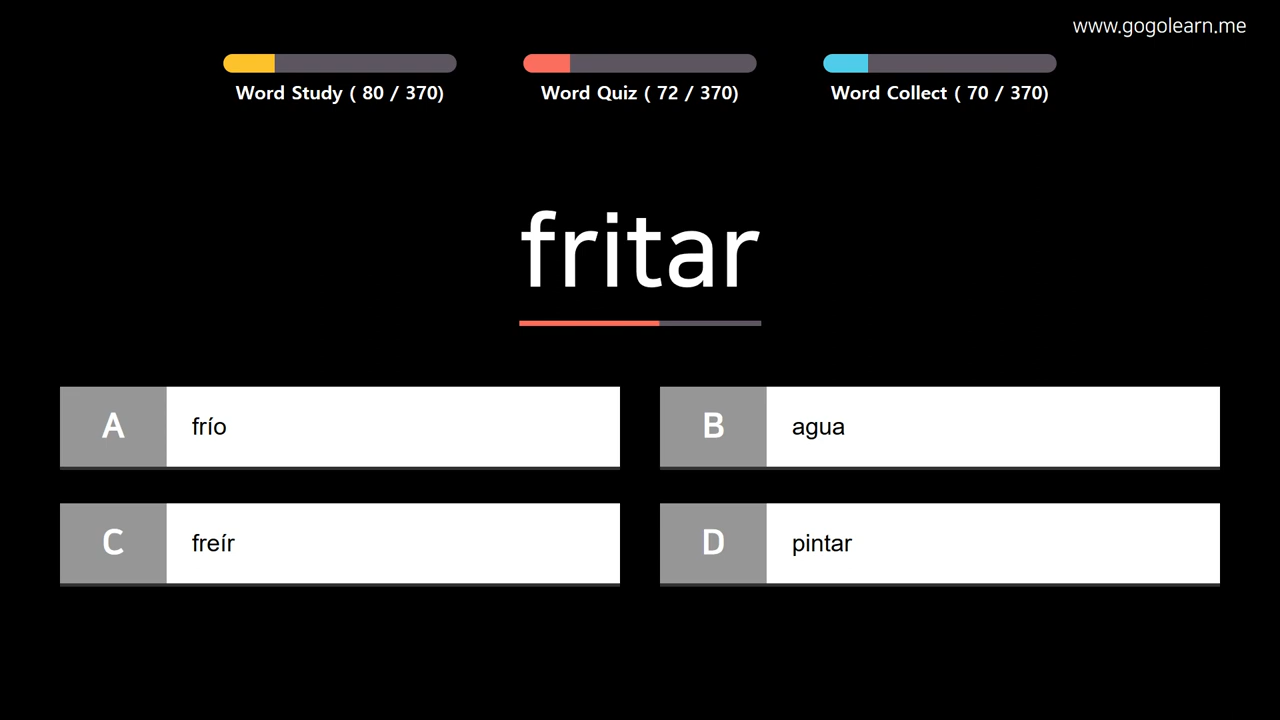 www.gogolearn.me
Word Study ( 80 / 370)
Word Quiz ( 72 / 370)
Word Collect ( 70 / 370)
fritar
A frío
B agua
C freír
D pintar